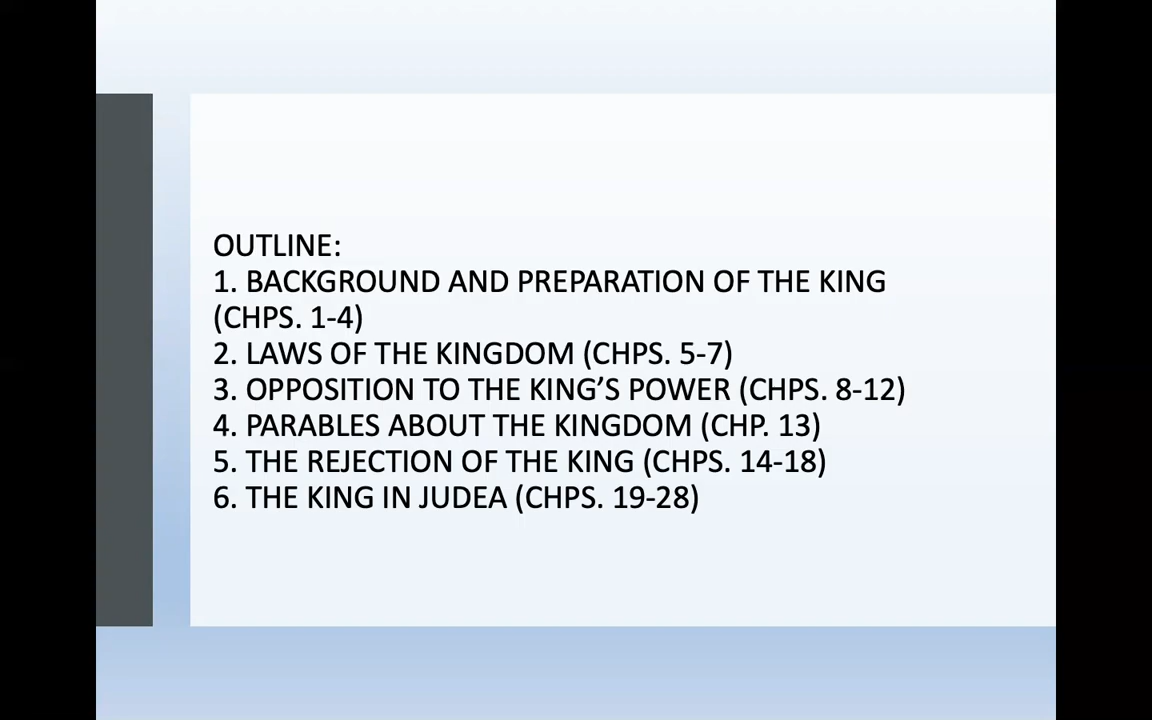 OUTLINE:
1. BACKGROUND AND PREPARATION OF THE KING
(CHPS. 1-4)
2. LAWS OF THE KINGDOM (CHPS. 5-7)
3. OPPOSITION TO THE KING’S POWER (CHPS. 8-12)
4. PARABLES ABOUT THE KINGDOM (CHP. 13)
5. THE REJECTION OF THE KING (CHPS. 14-18)
6. THE KING IN JUDEA (CHPS. 19-28)